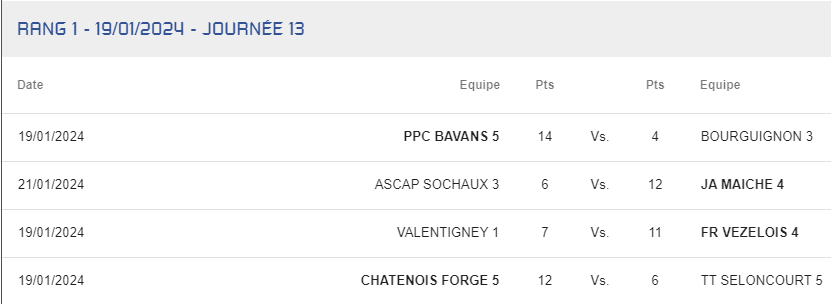 RANG 1 - 19/01/2024 - JOURNÉE 13
Date Equipe Pts Pts Equipe
19/01/2024 PPC BAVANS 5 14 Vs. 4 BOURGUIGNON 3
21/01/2024 ASCAP SOCHAUX 3 6 Vs. 12 JA MAICHE 4
19/01/2024 VALENTIGNEY 1 7 Vs. 11 FR VEZELOIS 4
19/01/2024 CHATENOIS FORGE 5 12 Vs. 6 TT SELONCOURT 5